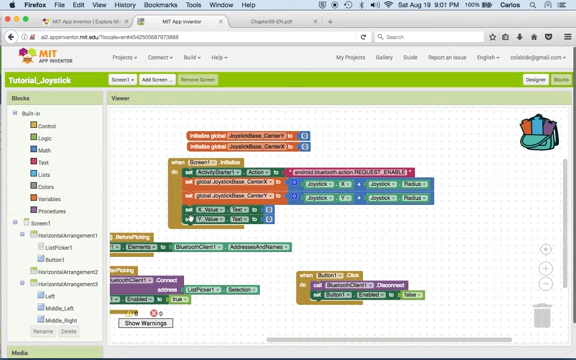 Firefox File Edit View History Bookmarks Tools Window Help
100% Sat Aug 19 9:01 PM Carlos
MIT App Inventor | Explore M
MIT App Inventor
Chapter09-EN.pdf
ai2.appinventor.mit.edu/?locale=en#4542505687873988
Search
colabide@gmail.com
MIT APP INVENTOR
Projects Connect Build Help My Projects Gallery Guide Report an Issue English
Tutorial_Joystick
Screen1 Add Screen ... Remove Screen Designer Blocks
Blocks
Viewer
Built-in
Control
Logic
Math
Text
Lists
Colors
Variables
Procedures
Screen1
HorizontalArrangement1
ListPicker1
Button1
HorizontalArrangement3
Left
Middle_Left
Middle_Right
Rename Delete
Media
initialize global JoystickBase_CenterY to 0
initialize global JoystickBase_CenterX to 0
when Screen1 .Initialize
do set ActivityStarter1 . Action to " android.bluetooth.action.REQUEST_ENABLE "
set global JoystickBase_CenterX to Joystick . X + Joystick . Radius
set global JoystickBase_CenterY to Joystick . Y + Joystick . Radius
set X_Value . Text to 0
set Y_Value . Text to 0
.BeforePicking
. Elements to BluetoothClient1 . AddressesAndNames
.Connect
address ListPicker1 . Selection
. Enabled to true
when Button1 .Click
do call BluetoothClient1 .Disconnect
set Button1 . Enabled to false
0 0
Show Warnings